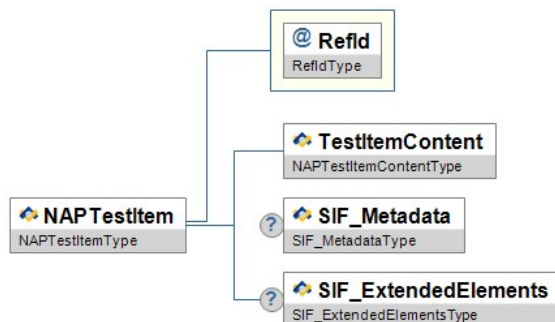 @ RefId
RefIdType
TestItemContent
NAPTestItemContentType
NAPTestItem
NAPTestItemType
? SIF_Metadata
SIF_MetadataType
? SIF_ExtendedElements
SIF_ExtendedElementsType